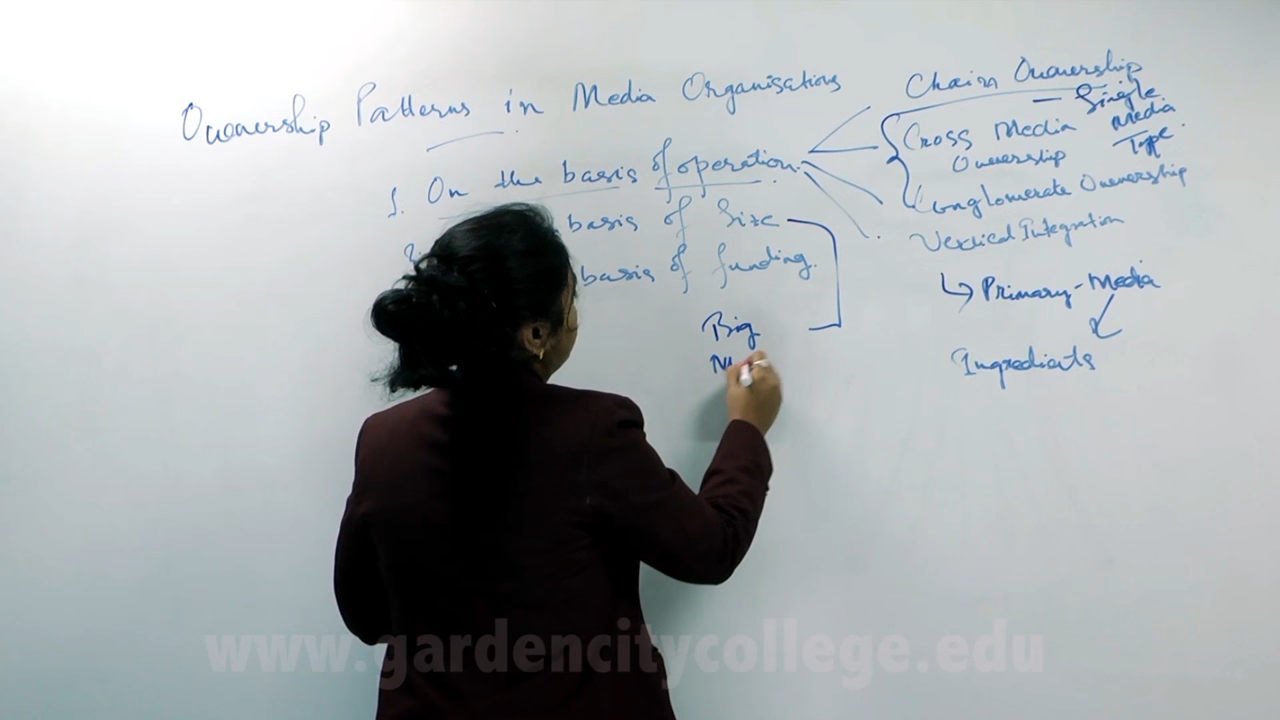 Ownership Patterns in Media Organisations
1. On the basis of operation.
basis of Size
basis of funding.
Big
Chain Ownership
- Single Media Type.
Cross Media Ownership
Conglomerate Ownership
Vertical Integration
↳ Primary - Media
Ingredients
www.gardencitycollege.edu